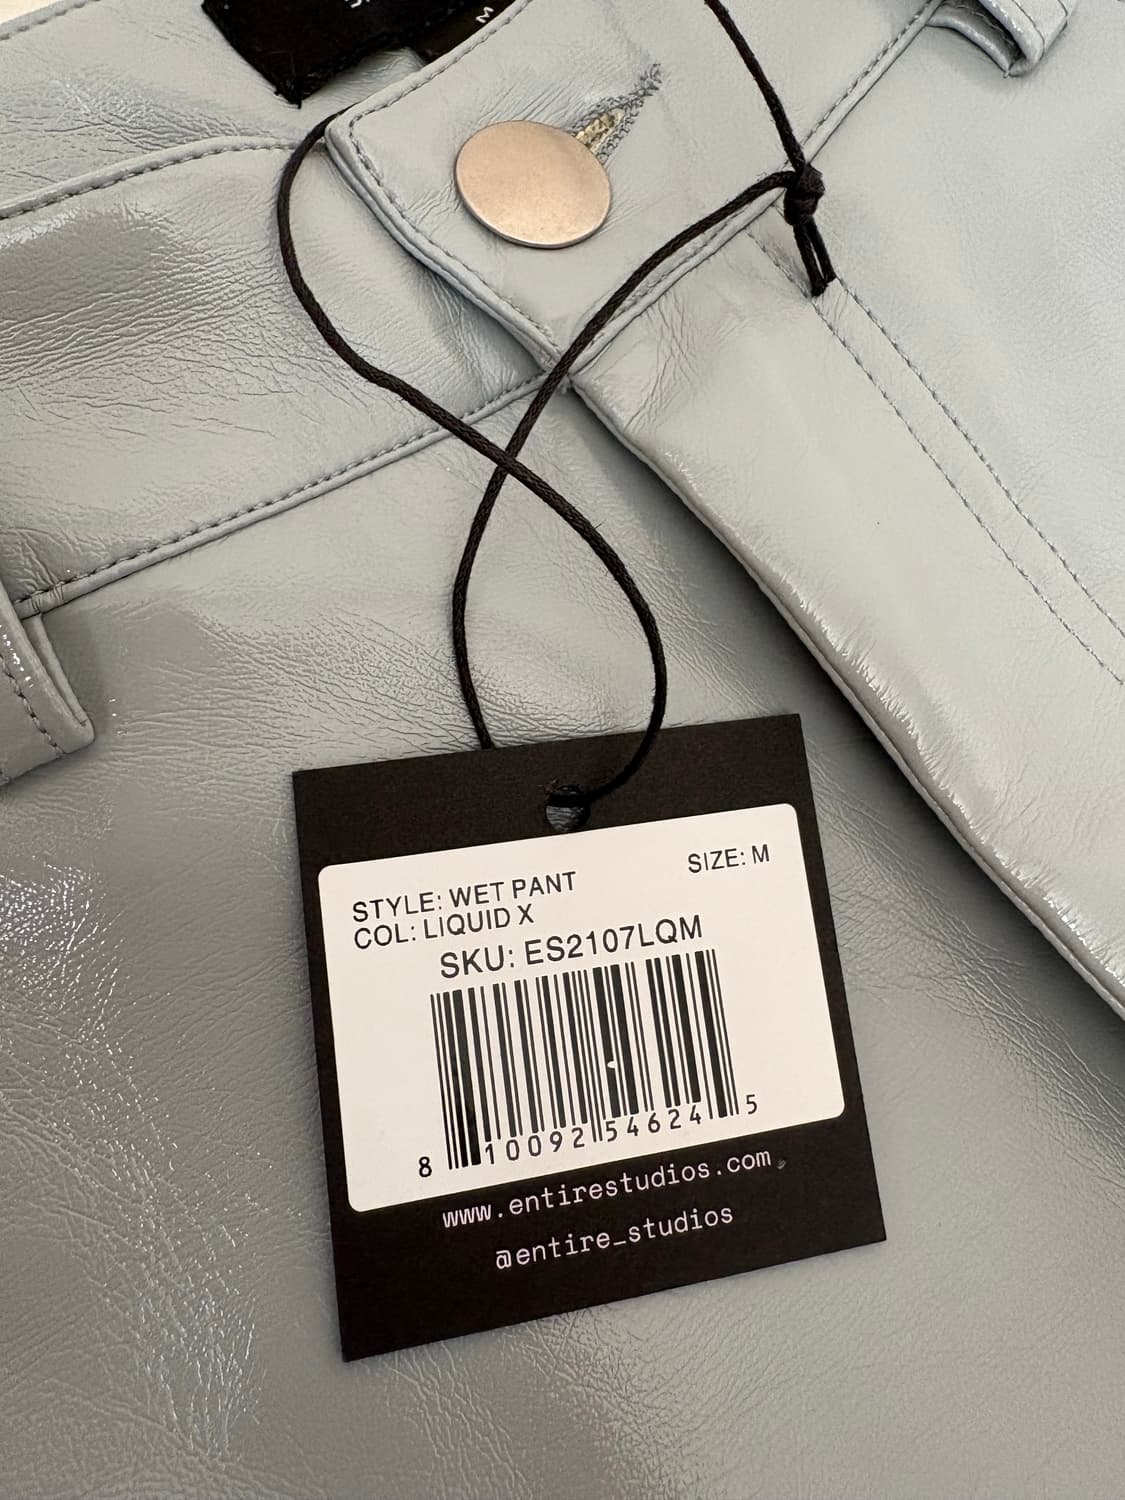 M
STYLE: WET PANT
SIZE: M
COL: LIQUID X
SKU: ES2107LQM
8 10092 54624 5
www.entirestudios.com
@entire_studios